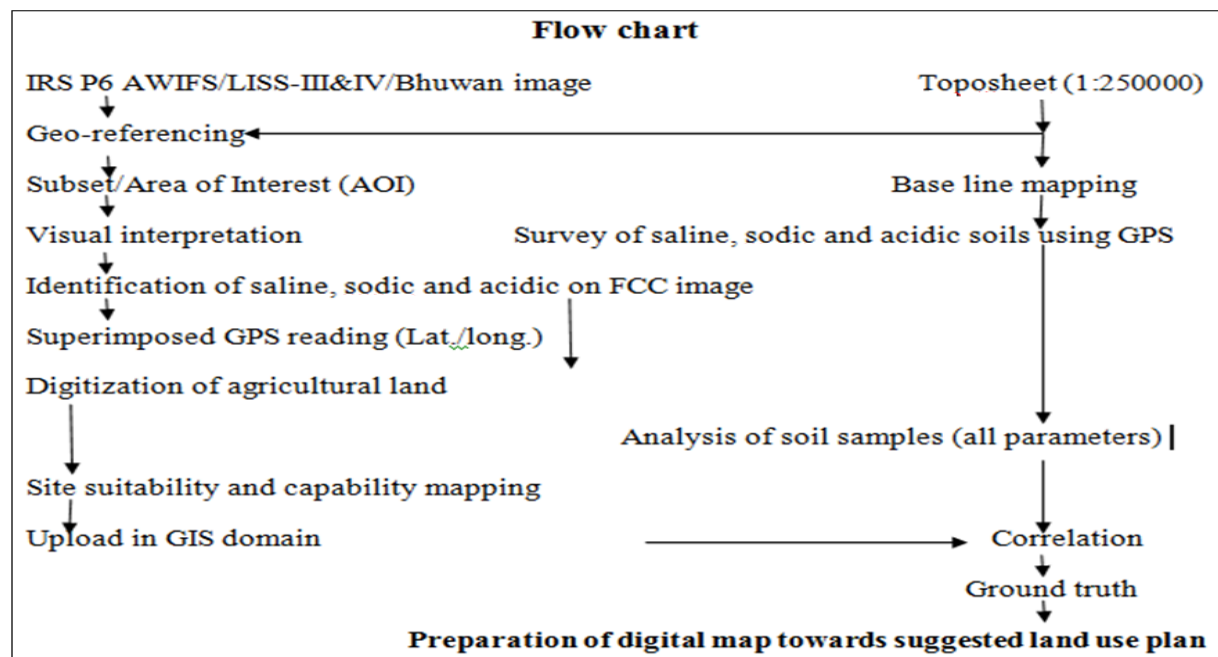 Flow chart
IRS P6 AWIFS/LISS-III&IV/Bhuwan image
Toposheet (1:250000)
Geo-referencing
Subset/Area of Interest (AOI)
Base line mapping
Visual interpretation
Survey of saline, sodic and acidic soils using GPS
Identification of saline, sodic and acidic on FCC image
Superimposed GPS reading (Lat./long.)
Digitization of agricultural land
Analysis of soil samples (all parameters)
Site suitability and capability mapping
Upload in GIS domain
Correlation
Ground truth
Preparation of digital map towards suggested land use plan